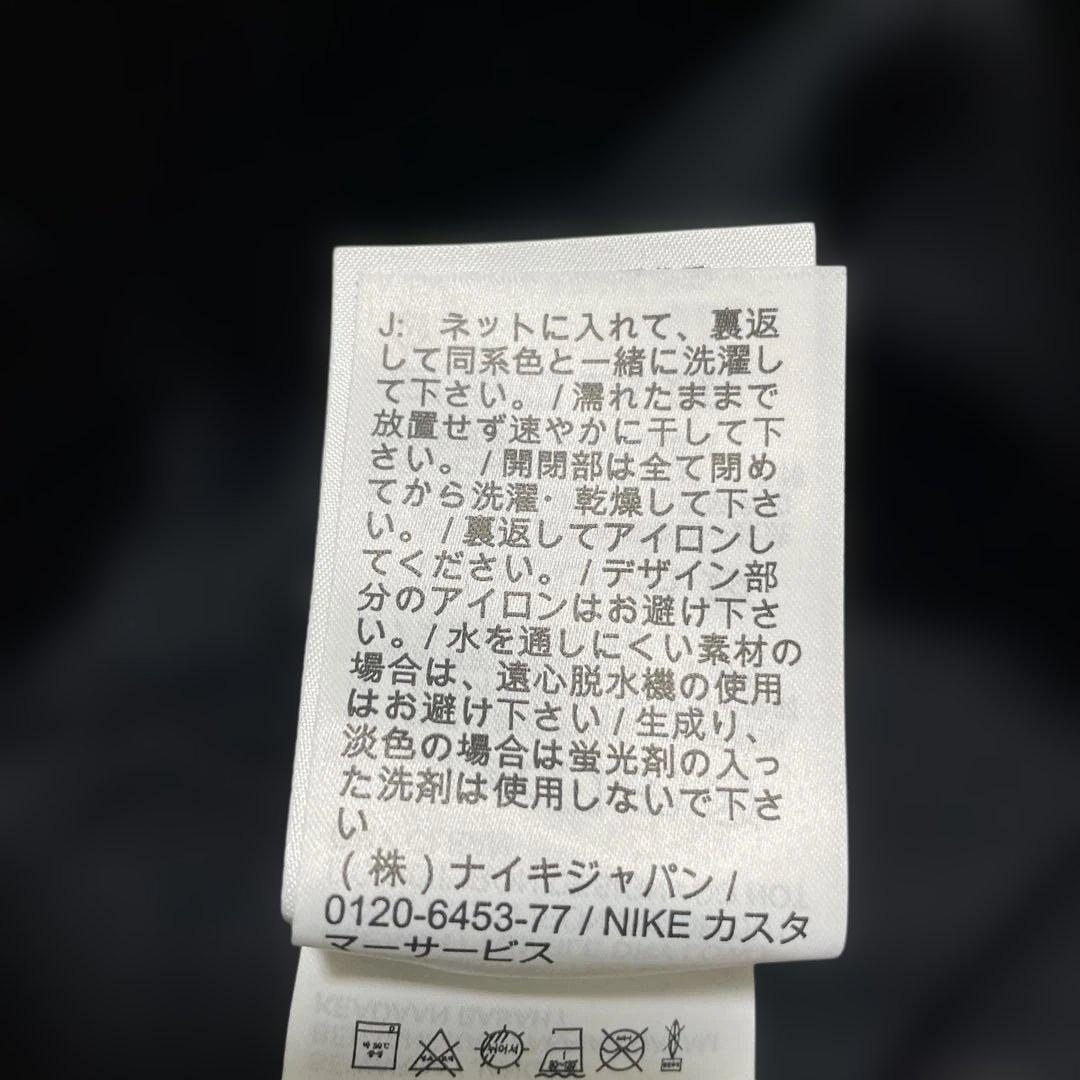 J: ネットに入れて、裏返
して同系色と一緒に洗濯し
て下さい。 / 濡れたままで
放置せず速やかに干して下
さい。 / 開閉部は全て閉め
てから洗濯・乾燥して下さ
い。 / 裏返してアイロンし
てください。 / デザイン部
分のアイロンはお避け下さ
い。 / 水を通しにくい素材の
場合は、遠心脱水機の使用
はお避け下さい / 生成り、
淡色の場合は蛍光剤の入っ
た洗剤は使用しないで下さ
い
(株) ナイキジャパン /
0120-6453-77 / NIKE カスタ
マーサービス